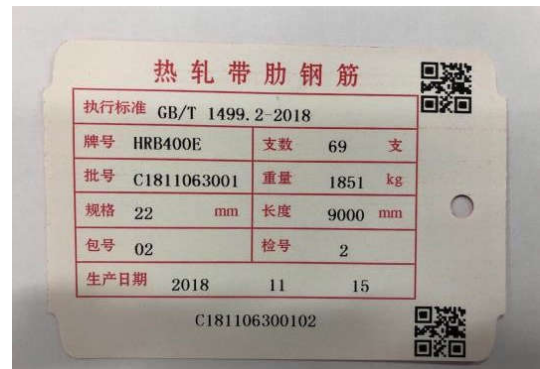 热轧带肋钢筋
执行标准 GB/T 1499.2-2018
牌号 HRB400E 支数 69 支
批号 C1811063001 重量 1851 kg
规格 22 mm 长度 9000 mm
包号 02 检号 2
生产日期 2018 11 15
C181106300102